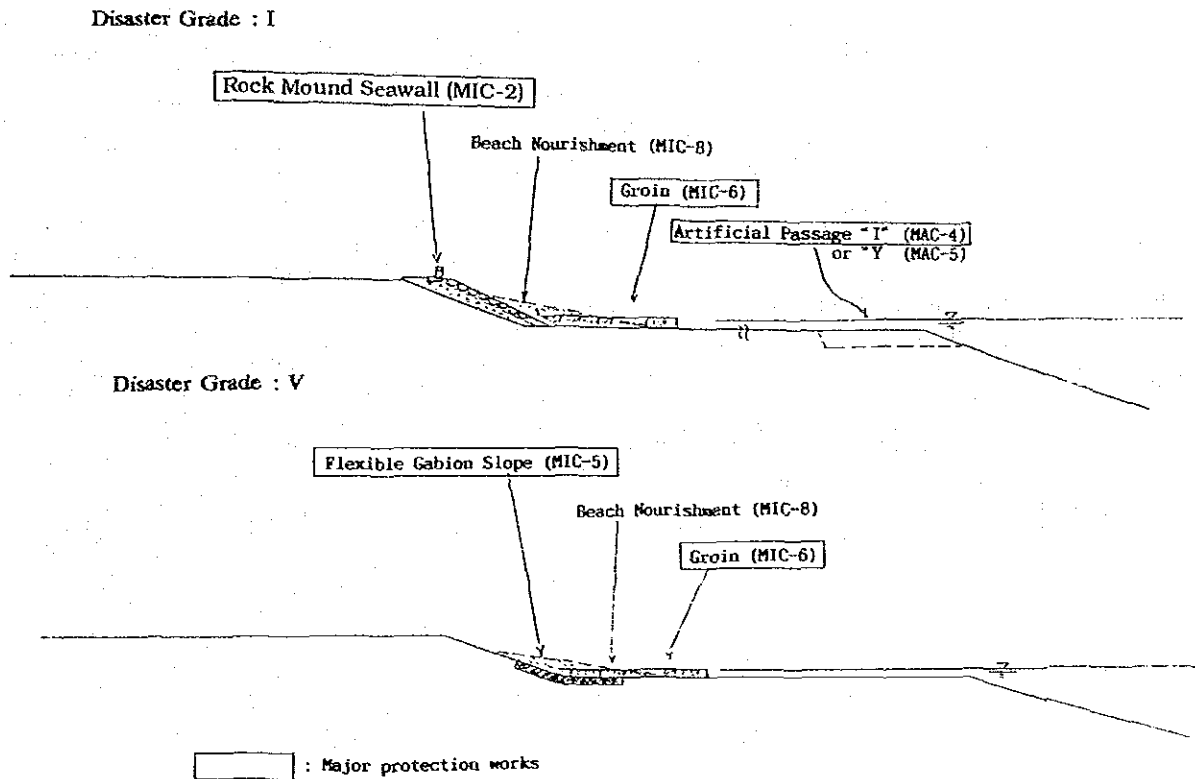 Disaster Grade : I
Rock Mound Seawall (MIC-2)
Beach Nourishment (MIC-8)
Groin (MIC-6)
Artificial Passage "I" (MAC-4)
or "Y (MAC-5)
Disaster Grade : V
Flexible Gabion Slope (MIC-5)
Beach Nourishment (MIC-8)
Groin (MIC-6)
: Major protection works